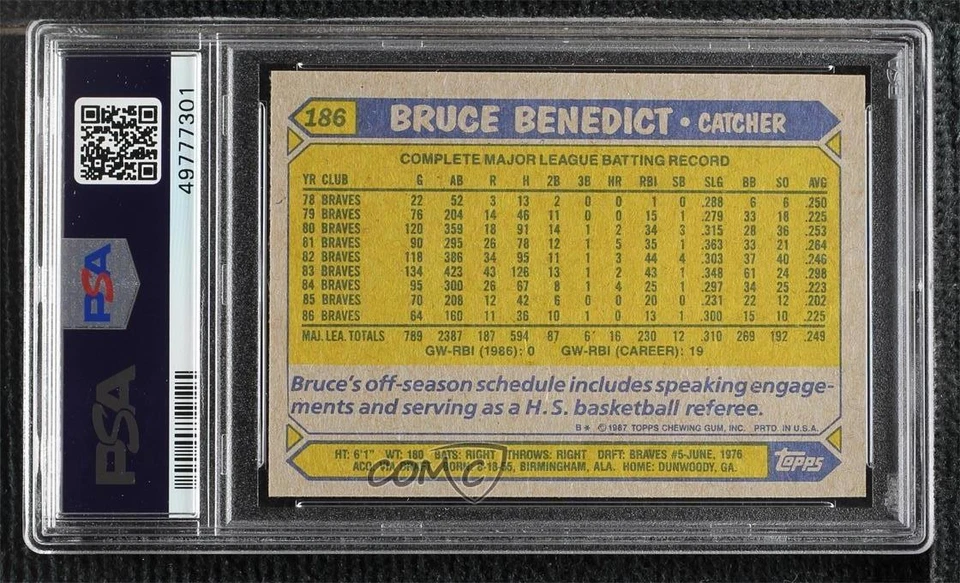 PSA
PSA
49777301
186 BRUCE BENEDICT • CATCHER
COMPLETE MAJOR LEAGUE BATTING RECORD
YR CLUB G AB R H 2B 3B HR RBI SB SLG BB SO AVG
78 BRAVES 22 52 3 13 2 0 0 1 0 .288 6 6 .250
79 BRAVES 76 204 14 46 11 0 0 15 1 .279 33 18 .225
80 BRAVES 120 359 18 91 14 1 2 34 3 .315 28 36 .253
81 BRAVES 90 295 26 78 12 1 5 35 1 .363 33 21 .264
82 BRAVES 118 386 34 95 11 1 3 44 4 .303 37 40 .246
83 BRAVES 134 423 43 126 13 1 2 43 1 .348 61 24 .298
84 BRAVES 95 300 26 67 8 1 4 25 1 .297 34 25 .223
85 BRAVES 70 208 12 42 6 0 0 20 0 .231 22 12 .202
86 BRAVES 64 160 11 36 10 1 0 13 1 .300 15 10 .225
MAJ. LEA. TOTALS 789 2387 187 594 87 6 16 230 12 .310 269 192 .249
GW-RBI (1986): 0 GW-RBI (CAREER): 19
Bruce's off-season schedule includes speaking engage-
ments and serving as a H.S. basketball referee.
B* © 1987 TOPPS CHEWING GUM, INC. PRTD. IN U.S.A.
HT: 6'1" WT: 180 BATS: RIGHT THROWS: RIGHT DRFT: BRAVES #5-JUNE, 1976
ACQ: VIA BIRMINGHAM, ALA. HOME: DUNWOODY, GA.
topps
COMC